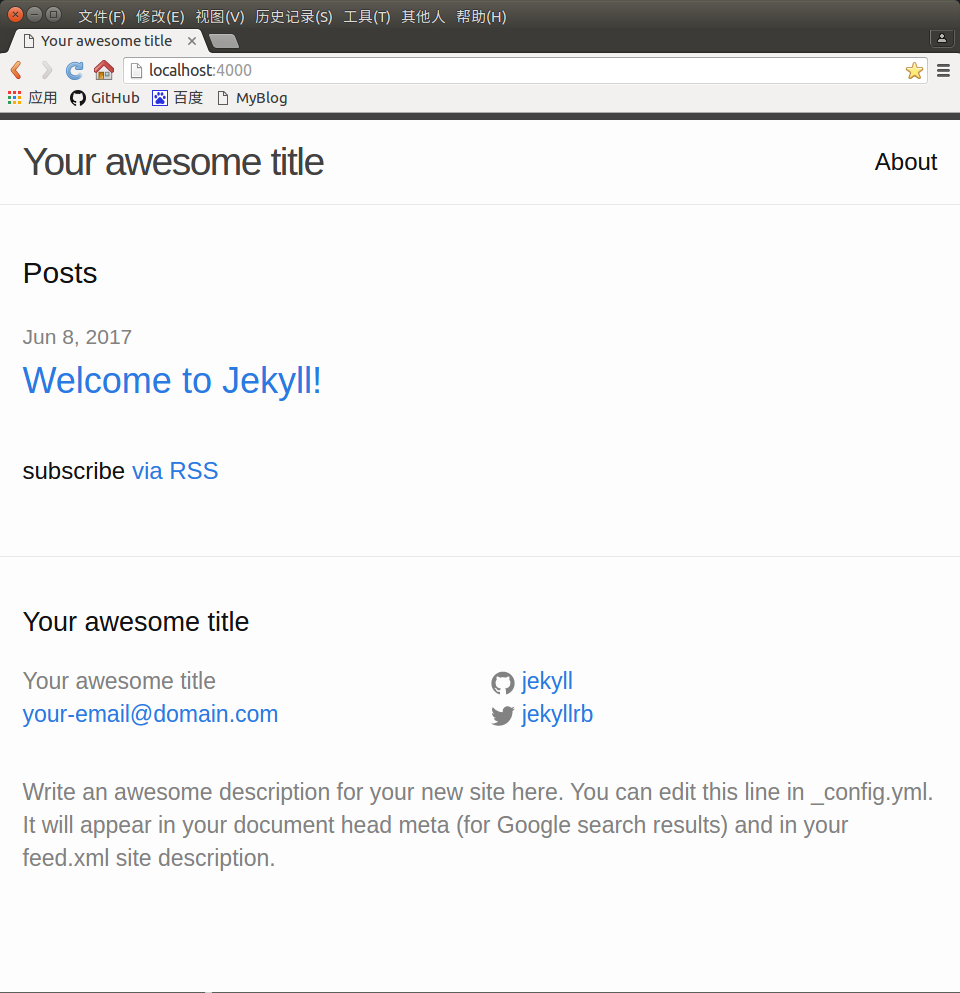 文件(F) 修改(E) 视图(V) 历史记录(S) 工具(T) 其他人 帮助(H)
Your awesome title
localhost:4000
应用 GitHub 百度 MyBlog
Your awesome title
About
Posts
Jun 8, 2017
Welcome to Jekyll!
subscribe via RSS
Your awesome title
Your awesome title
your-email@domain.com
jekyll
jekyllrb
Write an awesome description for your new site here. You can edit this line in _config.yml.
It will appear in your document head meta (for Google search results) and in your
feed.xml site description.